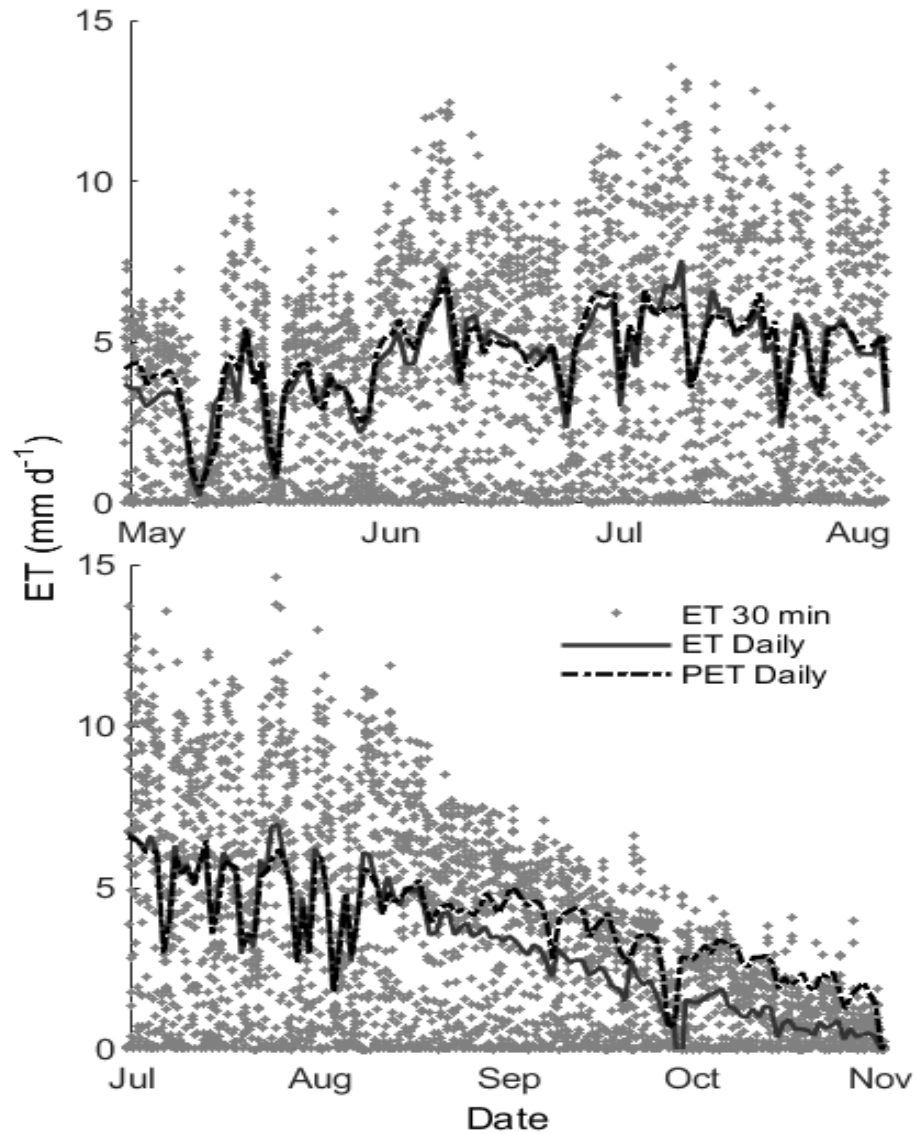 15
10
5
0
May Jun Jul Aug
ET (mm d⁻¹)
15
ET 30 min
ET Daily
PET Daily
10
5
0
Jul Aug Sep Oct Nov
Date